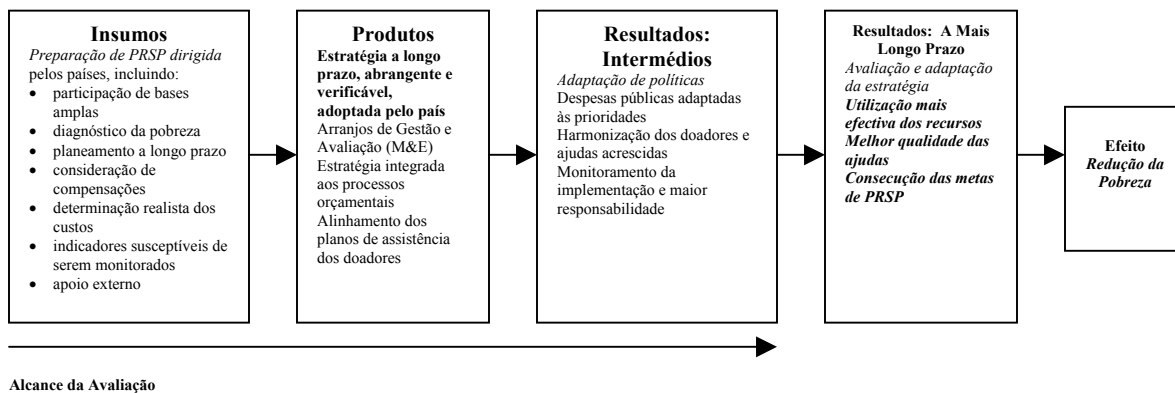 Insumos
Preparação de PRSP dirigida
pelos países, incluindo:
• participação de bases
amplas
• diagnóstico da pobreza
• planeamento a longo prazo
• consideração de
compensações
• determinação realista dos
custos
• indicadores susceptíveis de
serem monitorados
• apoio externo
Produtos
Estratégia a longo
prazo, abrangente e
verificável,
adoptada pelo país
Arranjos de Gestão e
Avaliação (M&E)
Estratégia integrada
aos processos
orçamentais
Alinhamento dos
planos de assistência
dos doadores
Resultados:
Intermédios
Adaptação de políticas
Despesas públicas adaptadas
às prioridades
Harmonização dos doadores e
ajudas acrescidas
Monitoramento da
implementação e maior
responsabilidade
Resultados: A Mais
Longo Prazo
Avaliação e adaptação
da estratégia
Utilização mais
efectiva dos recursos
Melhor qualidade das
ajudas
Consecução das metas
de PRSP
Efeito
Redução da
Pobreza
Alcance da Avaliação